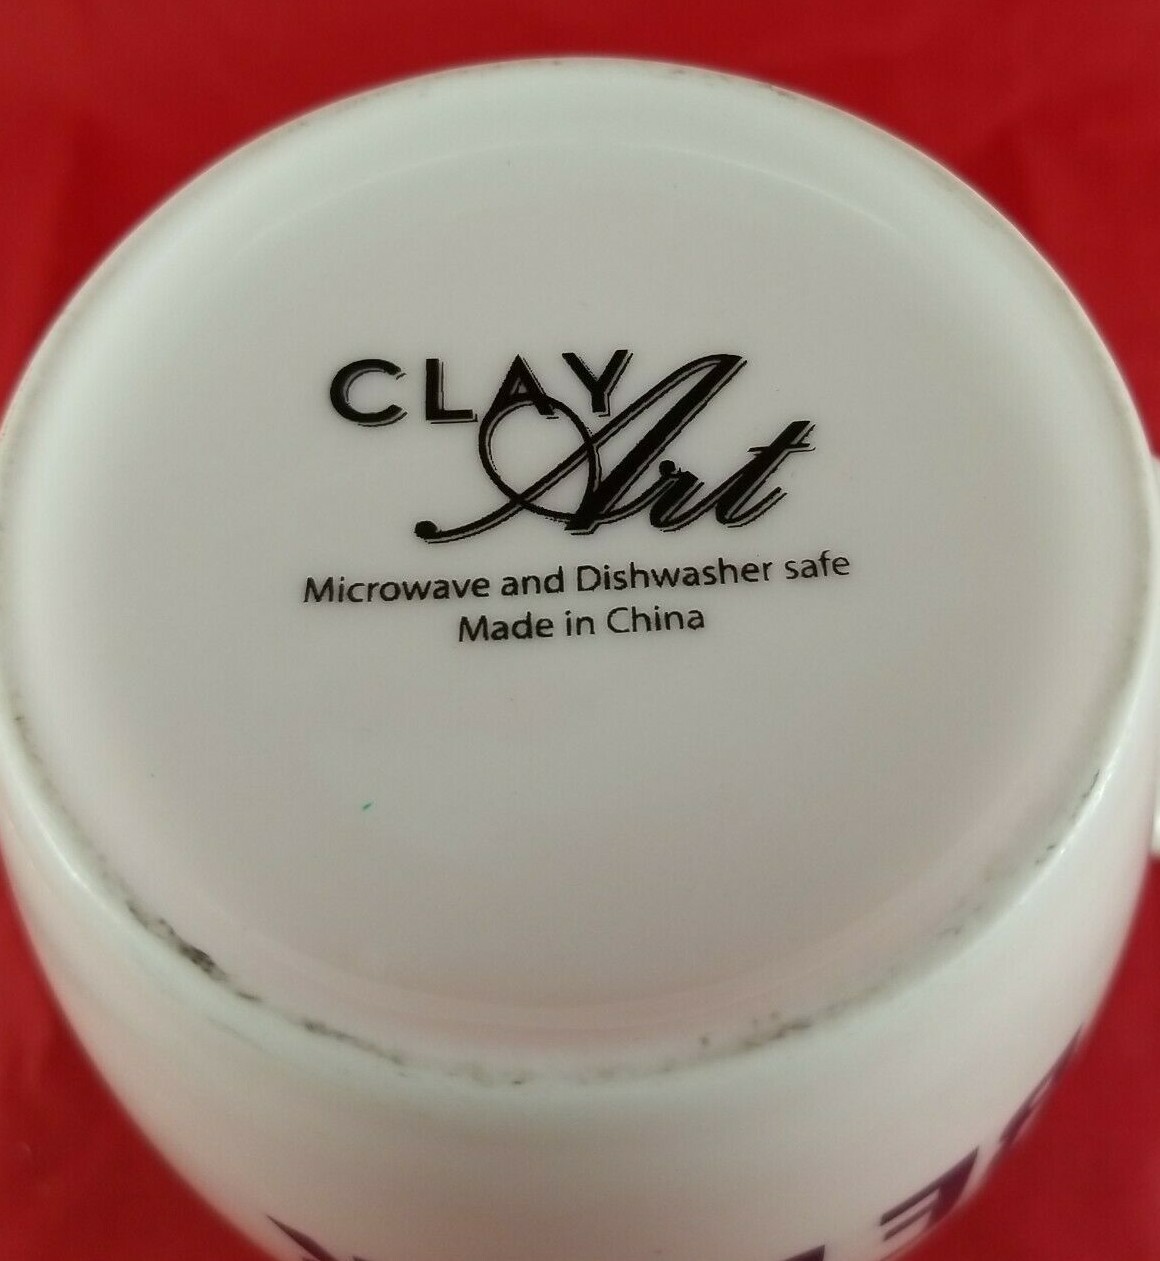 CLAY
Art
Microwave and Dishwasher safe
Made in China